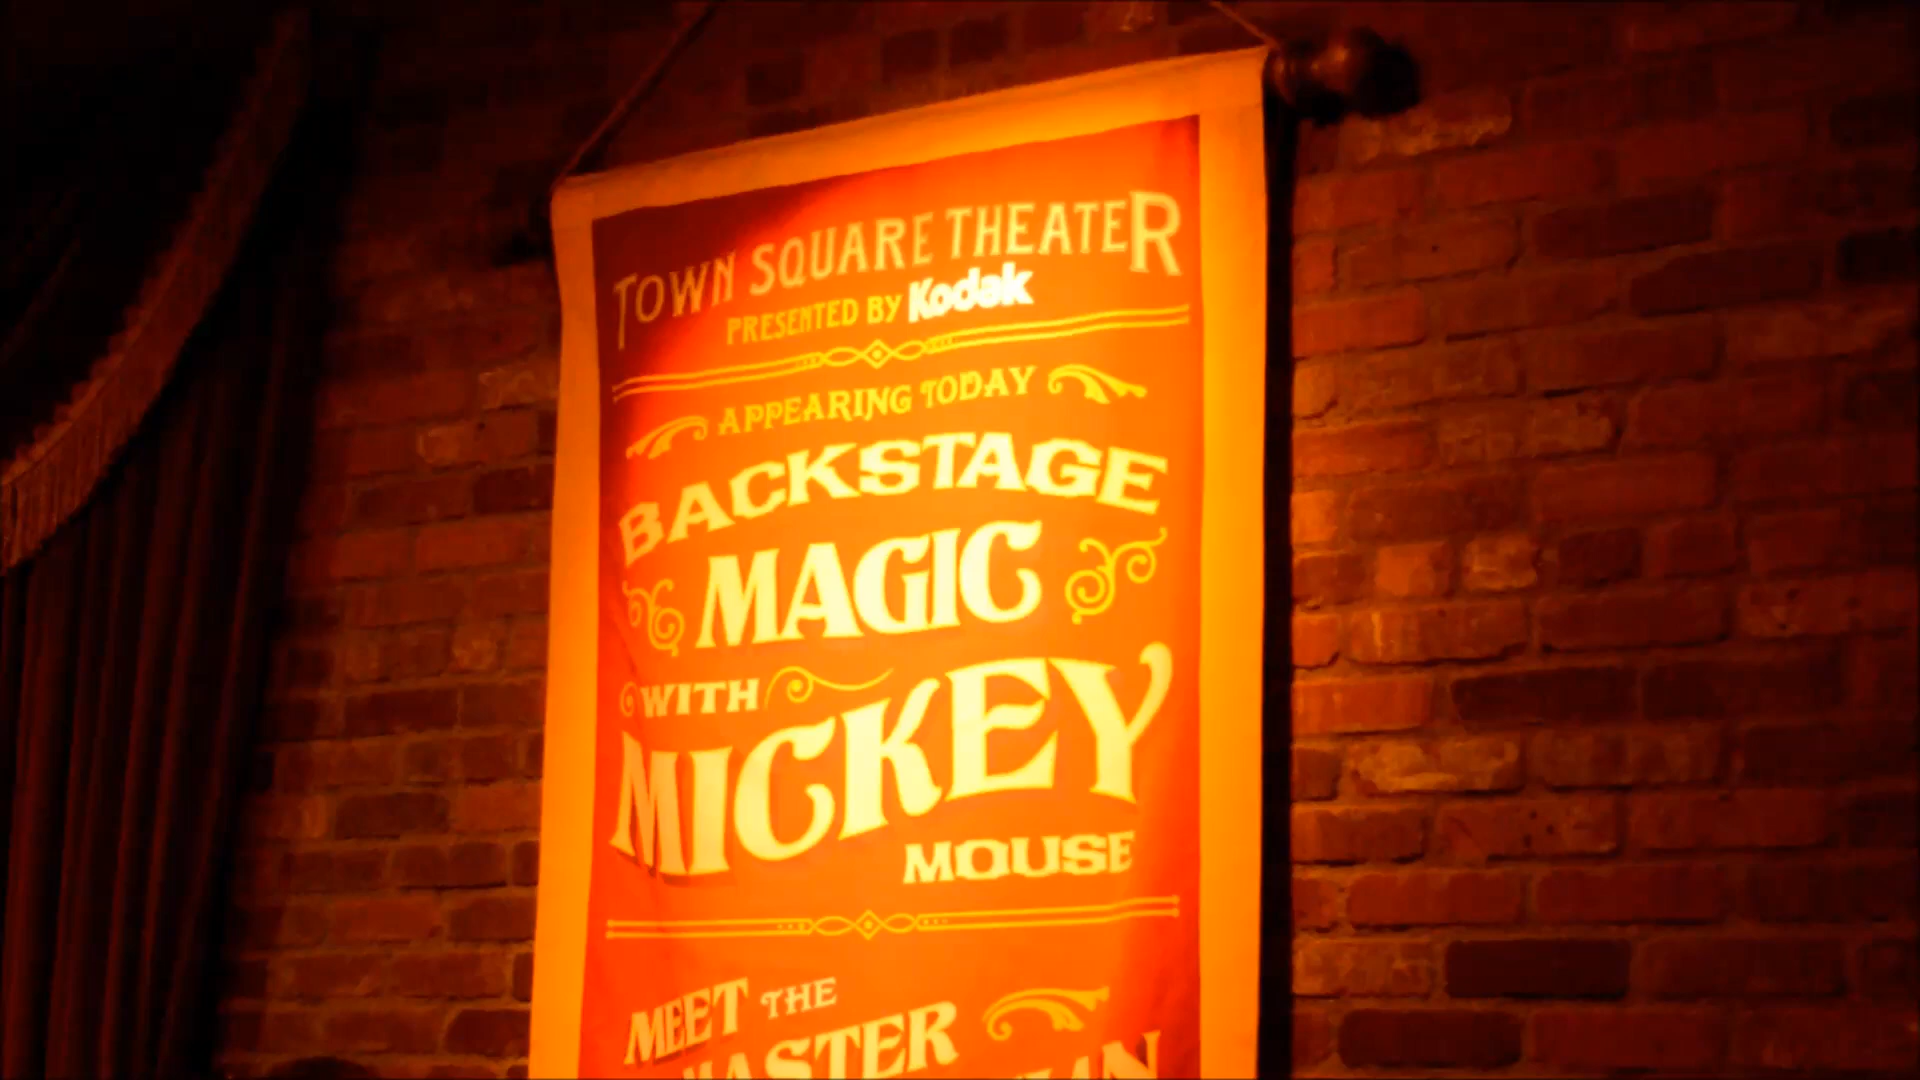 TOWN SQUARE THEATER
PRESENTED BY Kodak
APPEARING TODAY
BACKSTAGE
MAGIC
WITH
MICKEY
MOUSE
MEET THE